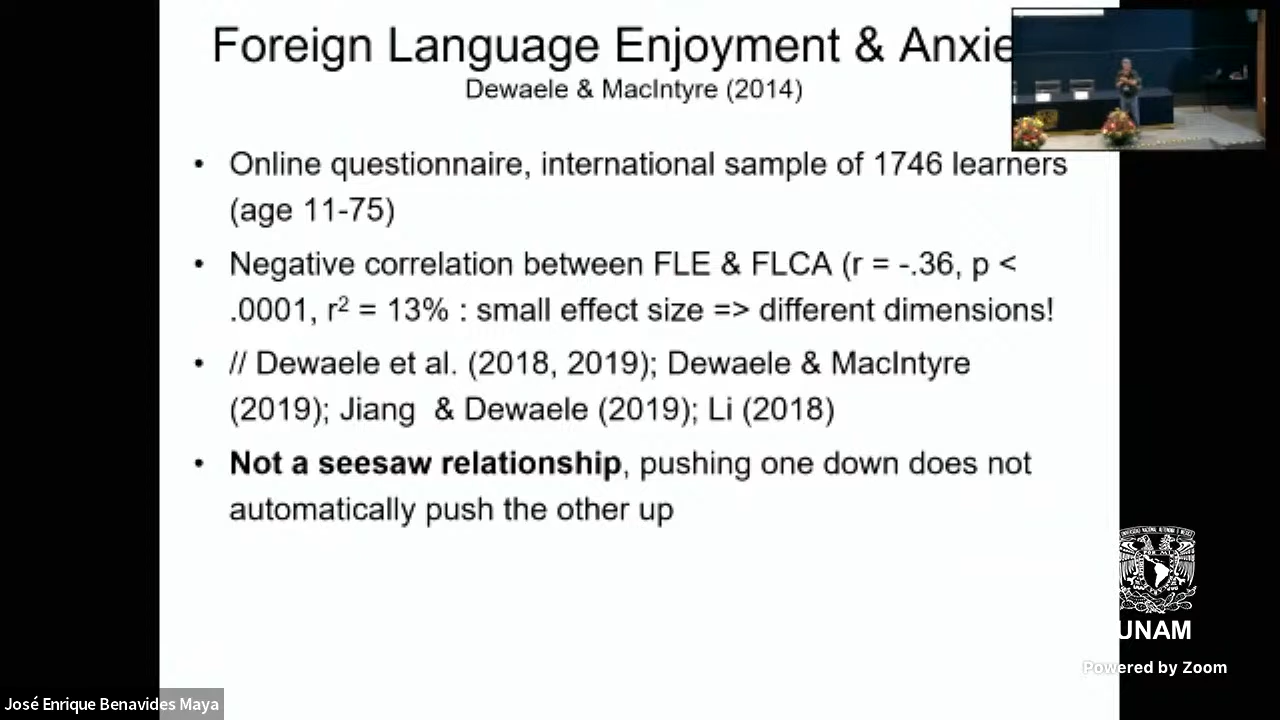 Foreign Language Enjoyment & Anxie
Dewaele & MacIntyre (2014)
• Online questionnaire, international sample of 1746 learners
(age 11-75)
• Negative correlation between FLE & FLCA (r = -.36, p <
.0001, r² = 13% : small effect size => different dimensions!
• // Dewaele et al. (2018, 2019); Dewaele & MacIntyre
(2019); Jiang & Dewaele (2019); Li (2018)
• Not a seesaw relationship, pushing one down does not
automatically push the other up
UNAM
Powered by Zoom
José Enrique Benavides Maya